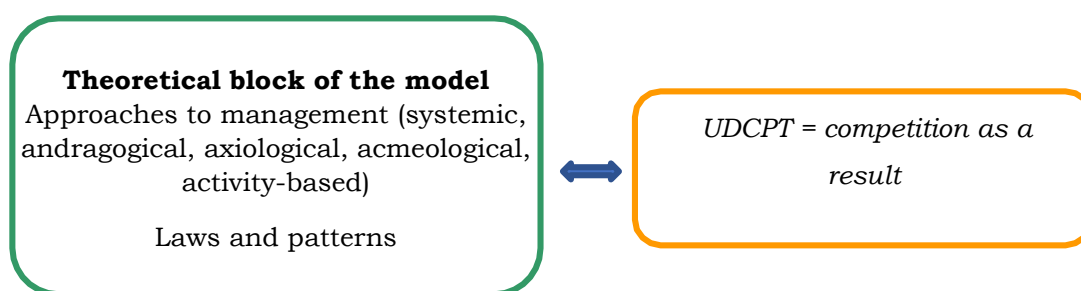 Theoretical block of the model
Approaches to management (systemic,
andragogical, axiological, acmeological,
activity-based)
Laws and patterns
UDCPT = competition as a
result